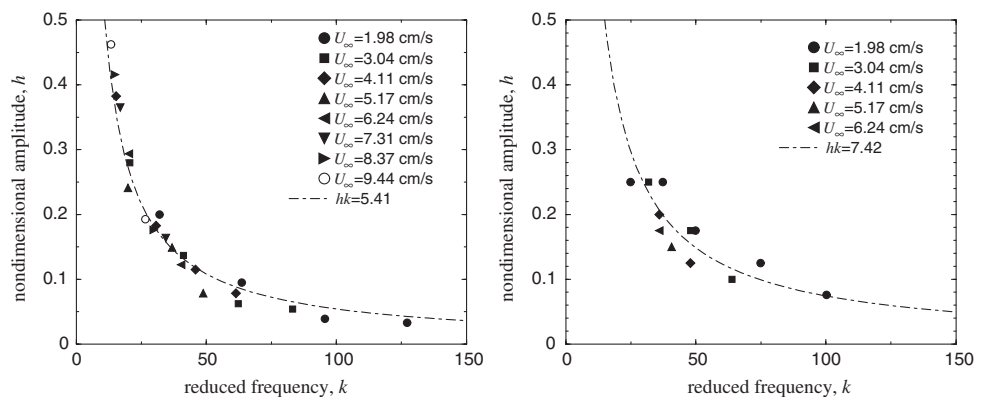 0.5
0.4
0.3
0.2
0.1
0
0
50
100
150
nondimensional amplitude, h
reduced frequency, k
U∞=1.98 cm/s
U∞=3.04 cm/s
U∞=4.11 cm/s
U∞=5.17 cm/s
U∞=6.24 cm/s
U∞=7.31 cm/s
U∞=8.37 cm/s
U∞=9.44 cm/s
hk=5.41
0.5
0.4
0.3
0.2
0.1
0
0
50
100
150
nondimensional amplitude, h
reduced frequency, k
U∞=1.98 cm/s
U∞=3.04 cm/s
U∞=4.11 cm/s
U∞=5.17 cm/s
U∞=6.24 cm/s
hk=7.42